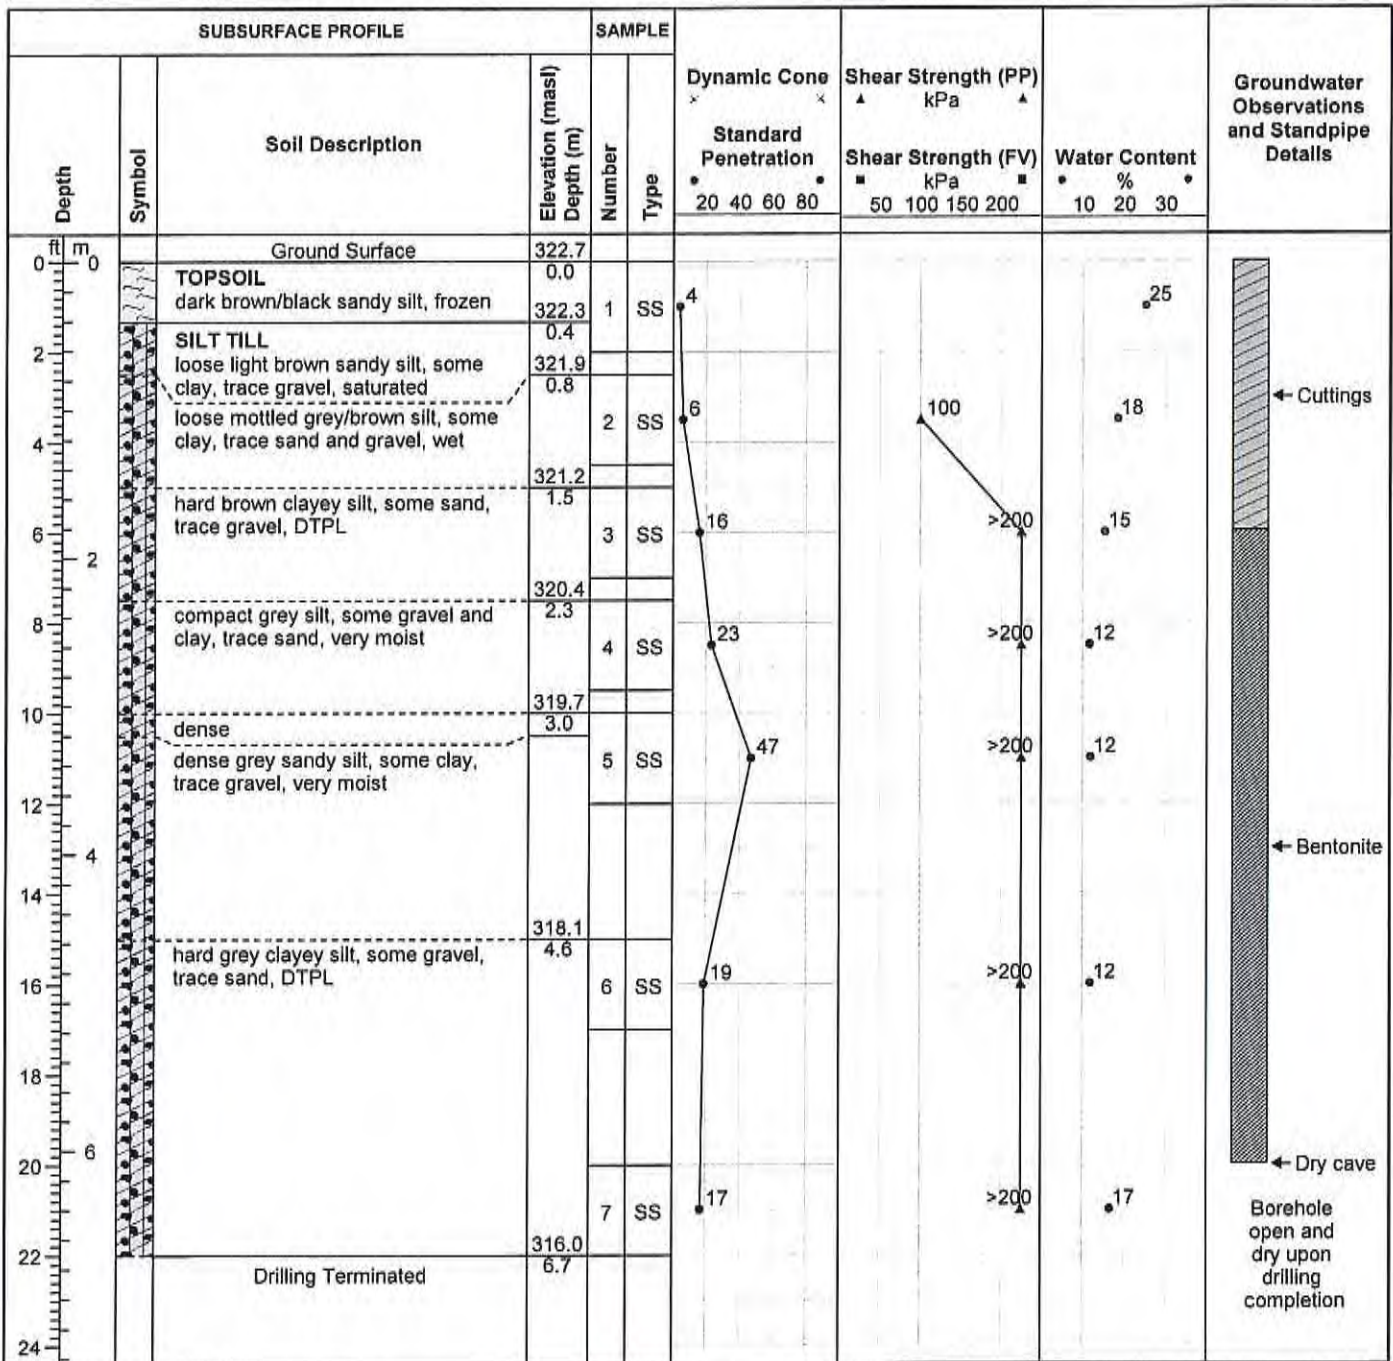 SUBSURFACE PROFILE
SAMPLE
Depth
Symbol
Soil Description
Elevation (masl)
Depth (m)
Number
Type
Dynamic Cone
Standard
Penetration
20 40 60 80
Shear Strength (PP)
kPa
Shear Strength (FV)
kPa
50 100 150 200
Water Content
%
10 20 30
Groundwater
Observations
and Standpipe
Details
ft m
Ground Surface 322.7
0 0
0.0
TOPSOIL
dark brown/black sandy silt, frozen
322.3
1 SS 4 25
0.4
SILT TILL
loose light brown sandy silt, some
clay, trace gravel, saturated
2
321.9
0.8
loose mottled grey/brown silt, some
clay, trace sand and gravel, wet
2 SS 6 100 18
Cuttings
4
321.2
1.5
hard brown clayey silt, some sand,
trace gravel, DTPL
3 SS 16 >200 15
6
2
320.4
2.3
compact grey silt, some gravel and
clay, trace sand, very moist
8
4 SS 23 >200 12
319.7
10
3.0
dense
dense grey sandy silt, some clay,
trace gravel, very moist
5 SS 47 >200 12
12
4
Bentonite
14
318.1
4.6
hard grey clayey silt, some gravel,
trace sand, DTPL
16
6 SS 19 >200 12
18
6
20
Dry cave
7 SS 17 >200 17
316.0
22
6.7
Drilling Terminated
Borehole
open and
dry upon
drilling
completion
24